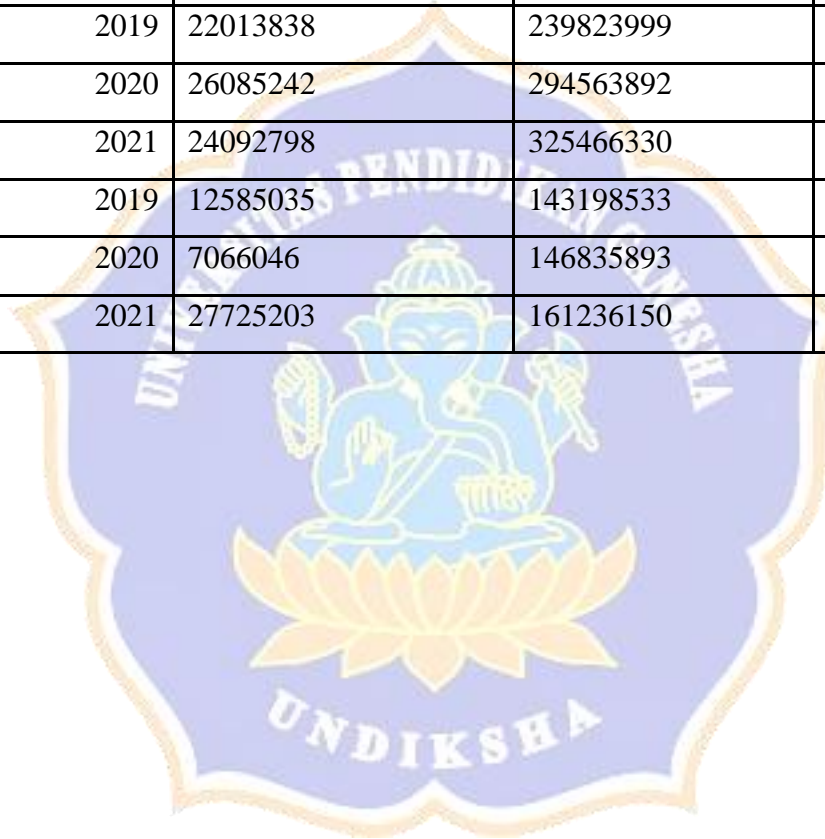 2019 22013838 239823999
2020 26085242 294563892
2021 24092798 325466330
2019 12585035 143198533
2020 7066046 146835893
2021 27725203 161236150
UNIVERSITAS PENDIDIKAN GANESHA
UNDIKSHA